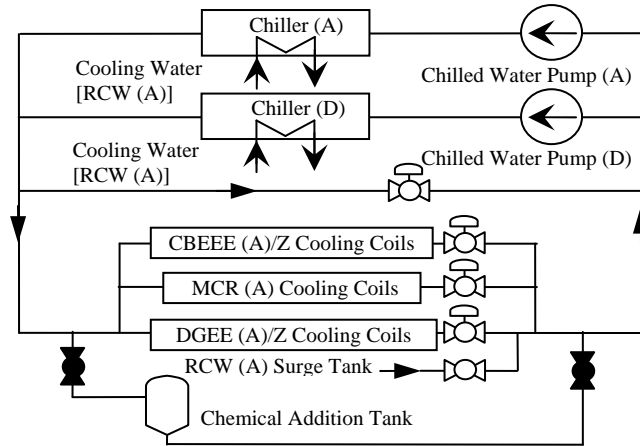 Chiller (A)
Cooling Water
[RCW (A)]
Chilled Water Pump (A)
Chiller (D)
Cooling Water
[RCW (A)]
Chilled Water Pump (D)
CBEEE (A)/Z Cooling Coils
MCR (A) Cooling Coils
DGEE (A)/Z Cooling Coils
RCW (A) Surge Tank
Chemical Addition Tank